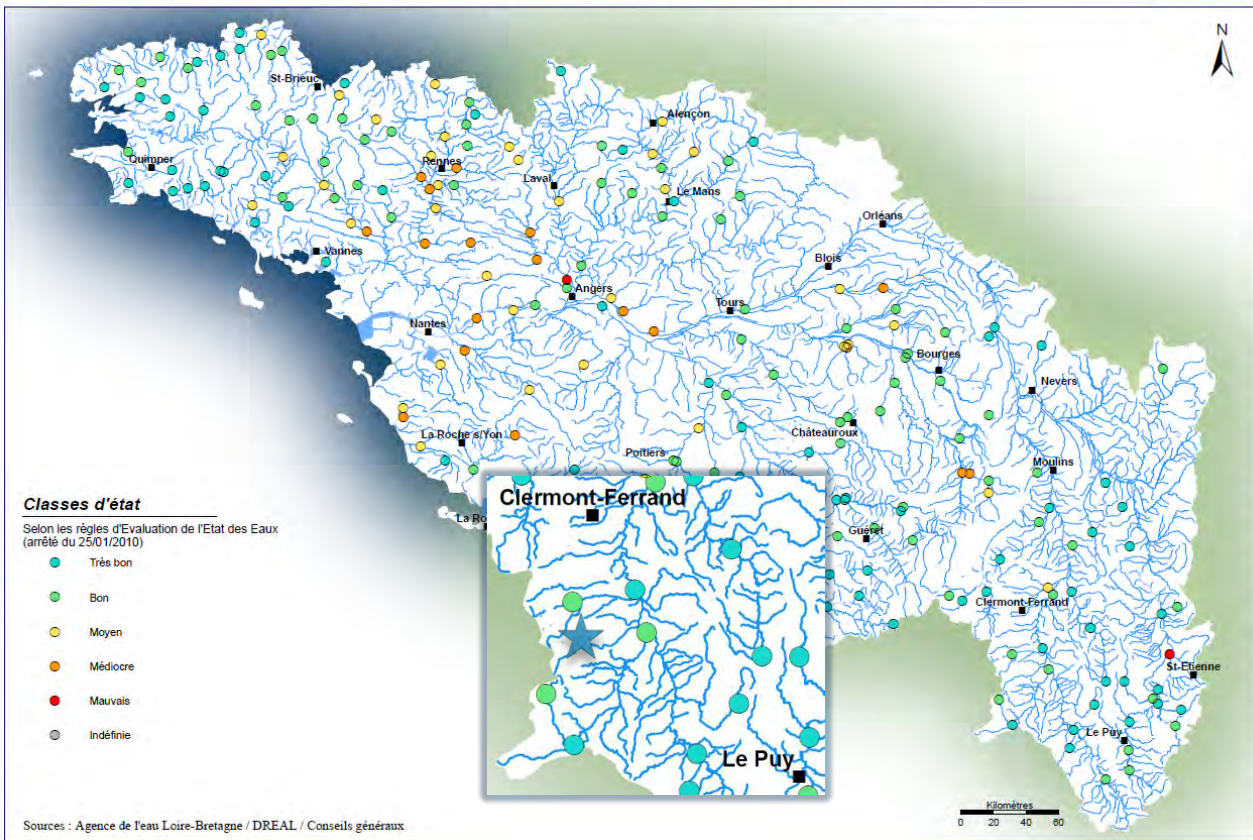 N
St-Brieuc
Alençon
Quimper
Rennes
Laval
Le Mans
Orléans
Vannes
Blois
Angers
Tours
Nantes
Bourges
Nevers
La Roche s/Yon
Châteauroux
Poitiers
Moulins
Clermont-Ferrand
La Ro
Guéret
Clermont-Ferrand
St-Etienne
Le Puy
Le Puy
Classes d'état
Selon les règles d'Evaluation de l'Etat des Eaux
(arrêté du 25/01/2010)
Très bon
Bon
Moyen
Médiocre
Mauvais
Indéfinie
Kilomètres
0 20 40 60
Sources : Agence de l'eau Loire-Bretagne / DREAL / Conseils généraux